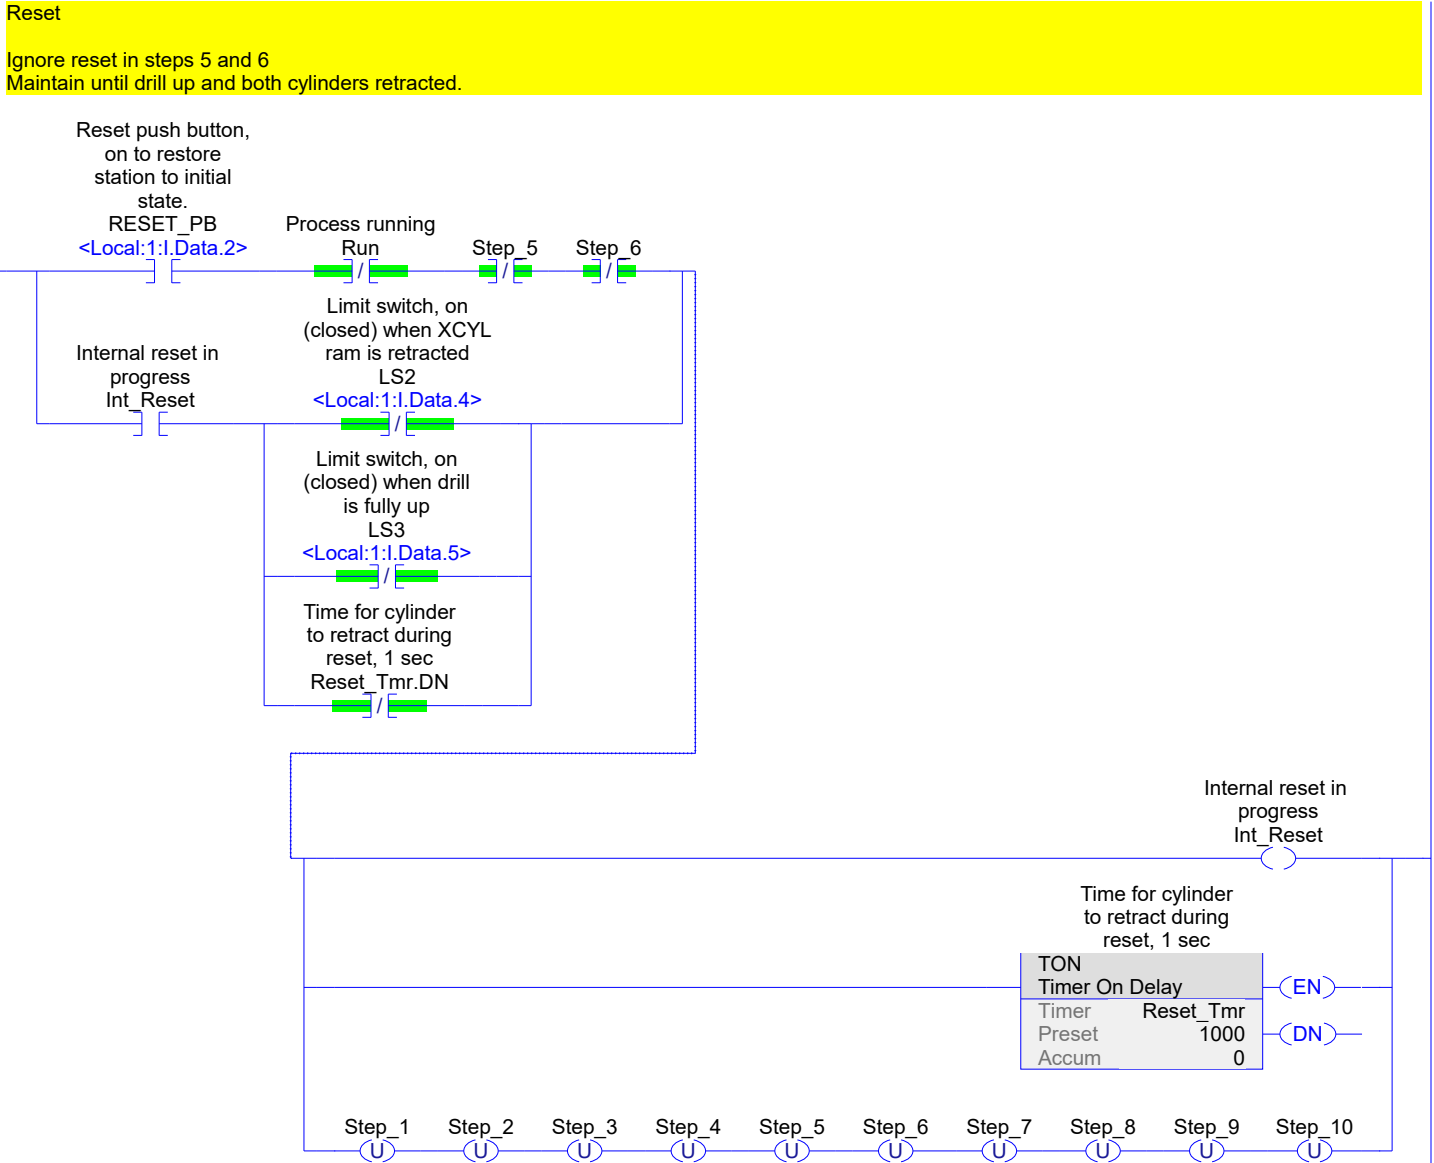 Reset
Ignore reset in steps 5 and 6
Maintain until drill up and both cylinders retracted.
Reset push button,
on to restore
station to initial
state.
RESET_PB
<Local:1:I.Data.2>
Process running
Run
Step_5
Step_6
Limit switch, on
(closed) when XCYL
ram is retracted
LS2
<Local:1:I.Data.4>
Internal reset in
progress
Int_Reset
Limit switch, on
(closed) when drill
is fully up
LS3
<Local:1:I.Data.5>
Time for cylinder
to retract during
reset, 1 sec
Reset_Tmr.DN
Internal reset in
progress
Int_Reset
Time for cylinder
to retract during
reset, 1 sec
TON
Timer On Delay
Timer Reset_Tmr
Preset 1000
Accum 0
EN
DN
Step_1 Step_2 Step_3 Step_4 Step_5 Step_6 Step_7 Step_8 Step_9 Step_10
U U U U U U U U U U